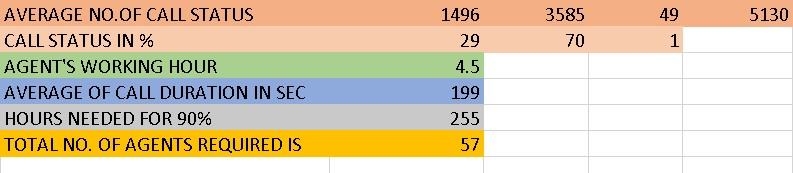 AVERAGE NO.OF CALL STATUS 1496 3585 49 5130
CALL STATUS IN % 29 70 1
AGENT'S WORKING HOUR 4.5
AVERAGE OF CALL DURATION IN SEC 199
HOURS NEEDED FOR 90% 255
TOTAL NO. OF AGENTS REQUIRED IS 57